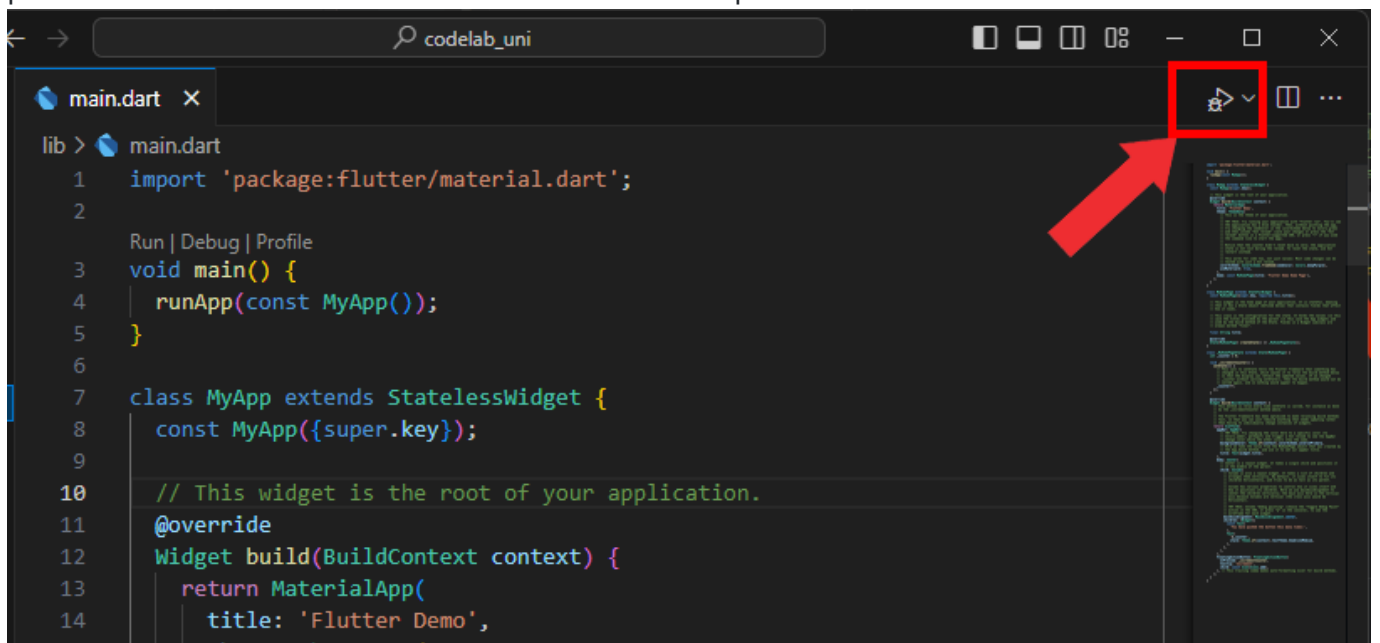 codelab_uni
main.dart
lib > main.dart
1 import 'package:flutter/material.dart';
2
Run | Debug | Profile
3 void main() {
4   runApp(const MyApp());
5 }
6
7 class MyApp extends StatelessWidget {
8   const MyApp({super.key});
9
10   // This widget is the root of your application.
11   @override
12   Widget build(BuildContext context) {
13     return MaterialApp(
14       title: 'Flutter Demo',